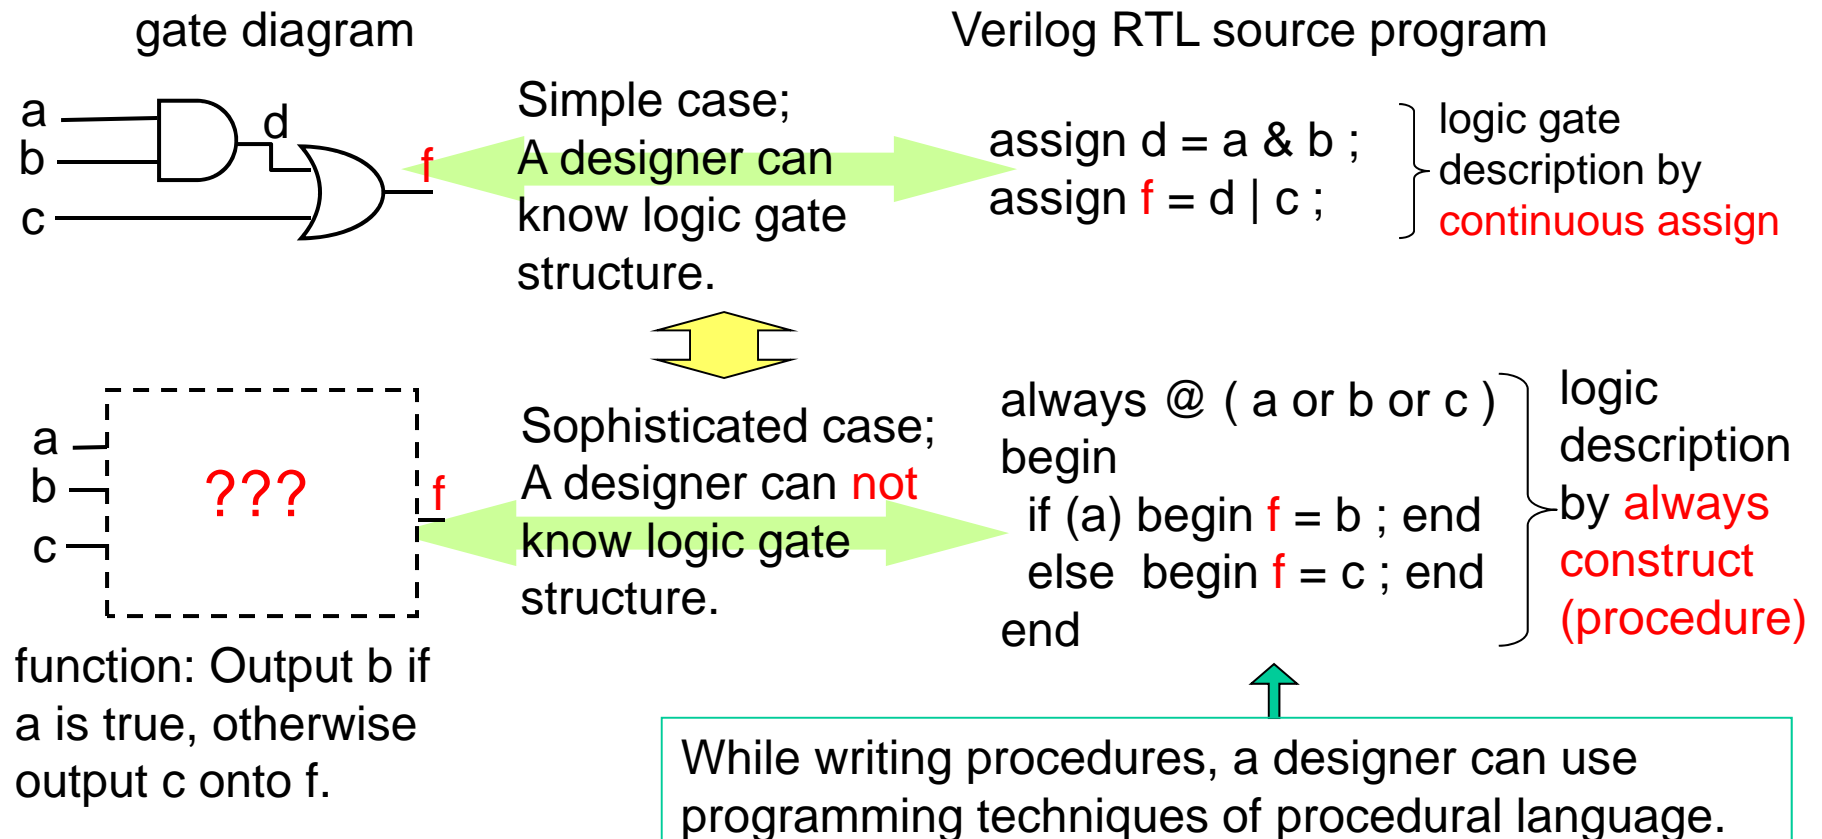 gate diagram
Verilog RTL source program
a
b
c
d
f
Simple case;
A designer can
know logic gate
structure.
assign d = a & b ;
assign f = d | c ;
logic gate
description by
continuous assign
a
b
c
???
f
Sophisticated case;
A designer can not
know logic gate
structure.
always @ ( a or b or c )
begin
if (a) begin f = b ; end
else begin f = c ; end
end
logic
description
by always
construct
(procedure)
function: Output b if
a is true, otherwise
output c onto f.
While writing procedures, a designer can use
programming techniques of procedural language.